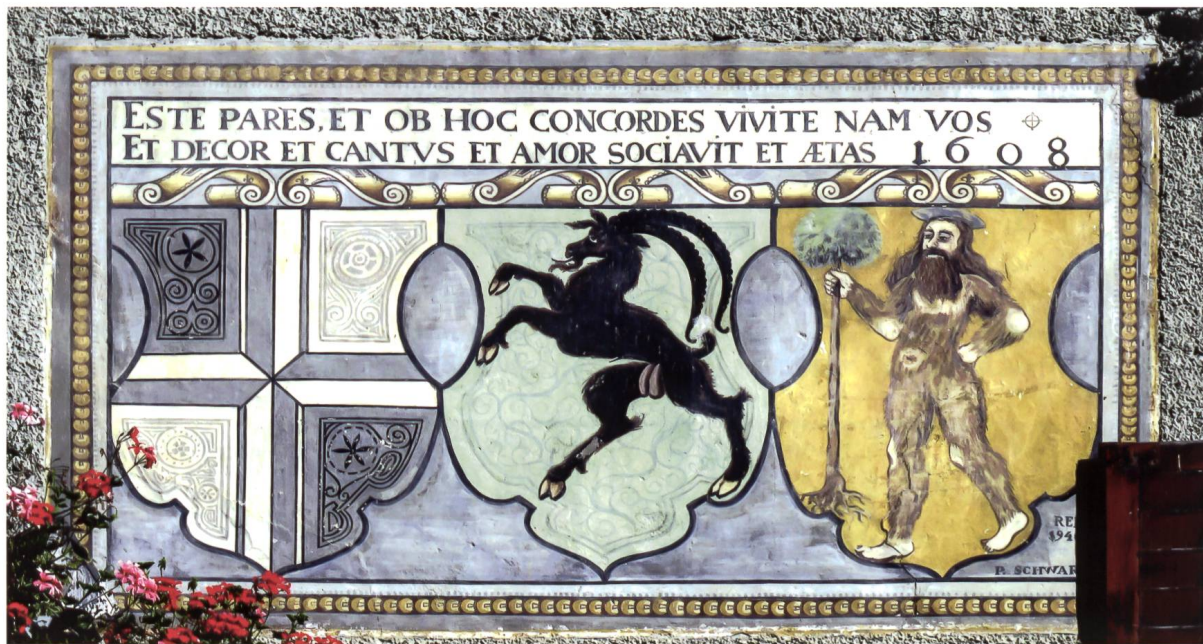 ESTE PARES, ET OB HOC CONCORDES VIVITE NAM VOS
ET DECOR ET CANTVS ET AMOR SOCIAVIT ET ÆTAS 1608
P. SCHWAR